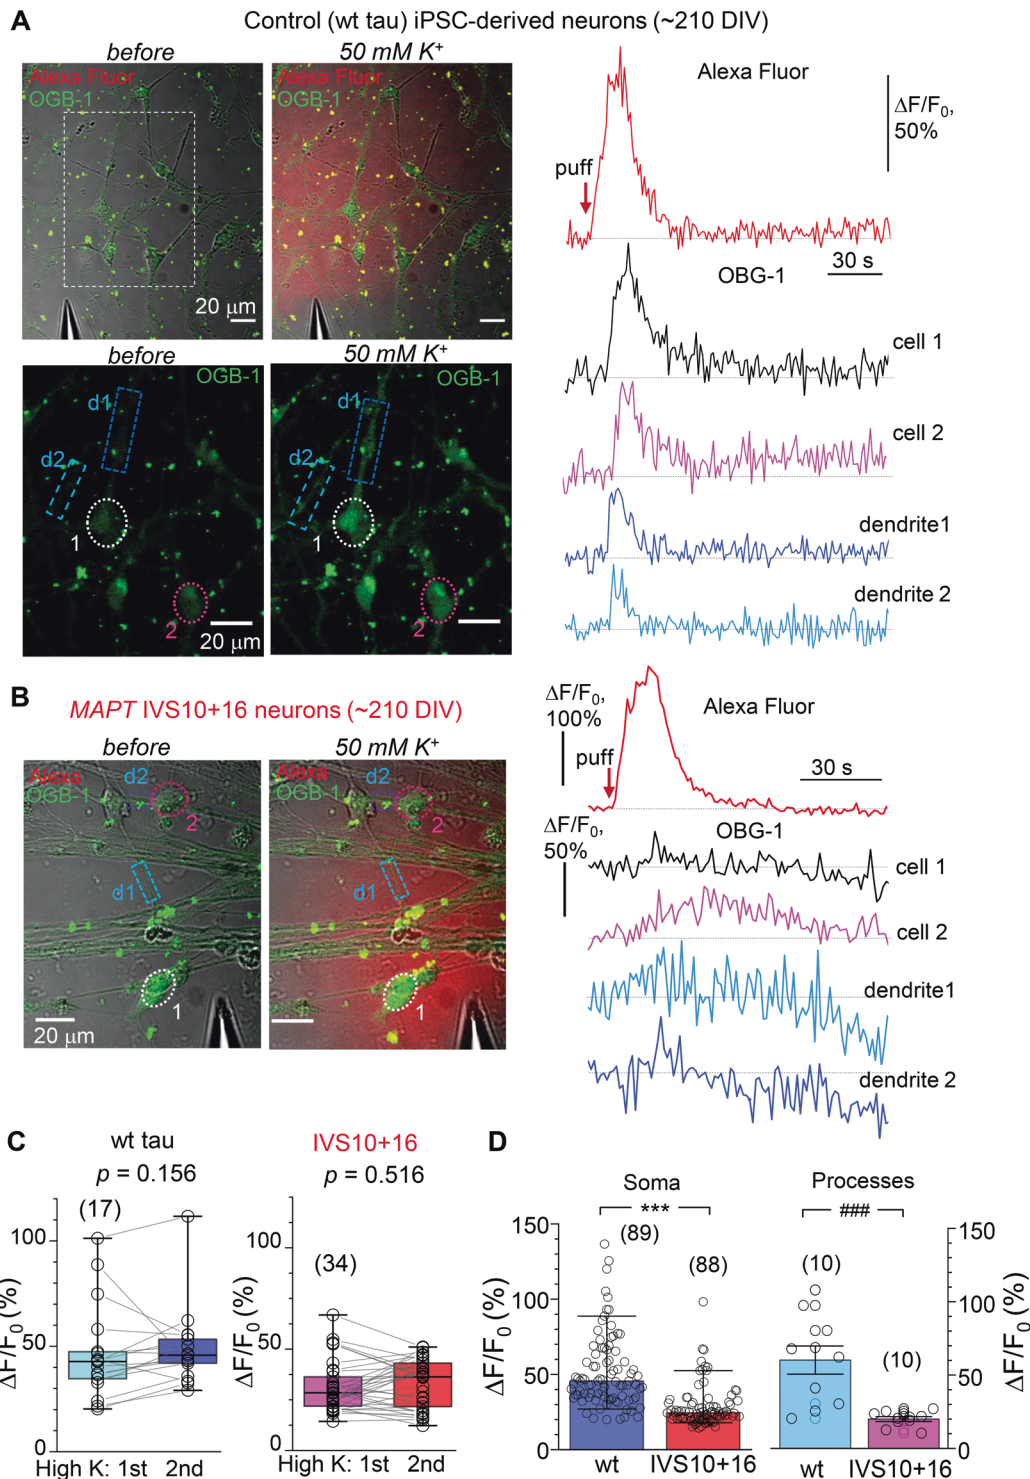 A
Control (wt tau) iPSC-derived neurons (~210 DIV)
before
50 mM K+
Alexa Fluor
OGB-1
20 μm
Alexa Fluor
OGB-1
Alexa Fluor
ΔF/F0,
50%
puff
30 s
OBG-1
cell 1
cell 2
dendrite1
dendrite 2
before
50 mM K+
OGB-1
d1
d2
1
2
20 μm
OGB-1
d1
d2
1
2
B
MAPT IVS10+16 neurons (~210 DIV)
before
50 mM K+
Alexa
OGB-1
d2
2
d1
1
20 μm
Alexa
OGB-1
d2
2
d1
1
ΔF/F0,
100%
Alexa Fluor
puff
30 s
ΔF/F0,
50%
OBG-1
cell 1
cell 2
dendrite1
dendrite 2
C
wt tau
p = 0.156
(17)
ΔF/F0 (%)
100
50
0
High K: 1st 2nd
IVS10+16
p = 0.516
(34)
ΔF/F0 (%)
100
50
0
High K: 1st 2nd
D
Soma
***
(89)
(88)
ΔF/F0 (%)
150
100
50
0
wt IVS10+16
Processes
###
(10)
(10)
150
100
50
0
ΔF/F0 (%)
wt IVS10+16